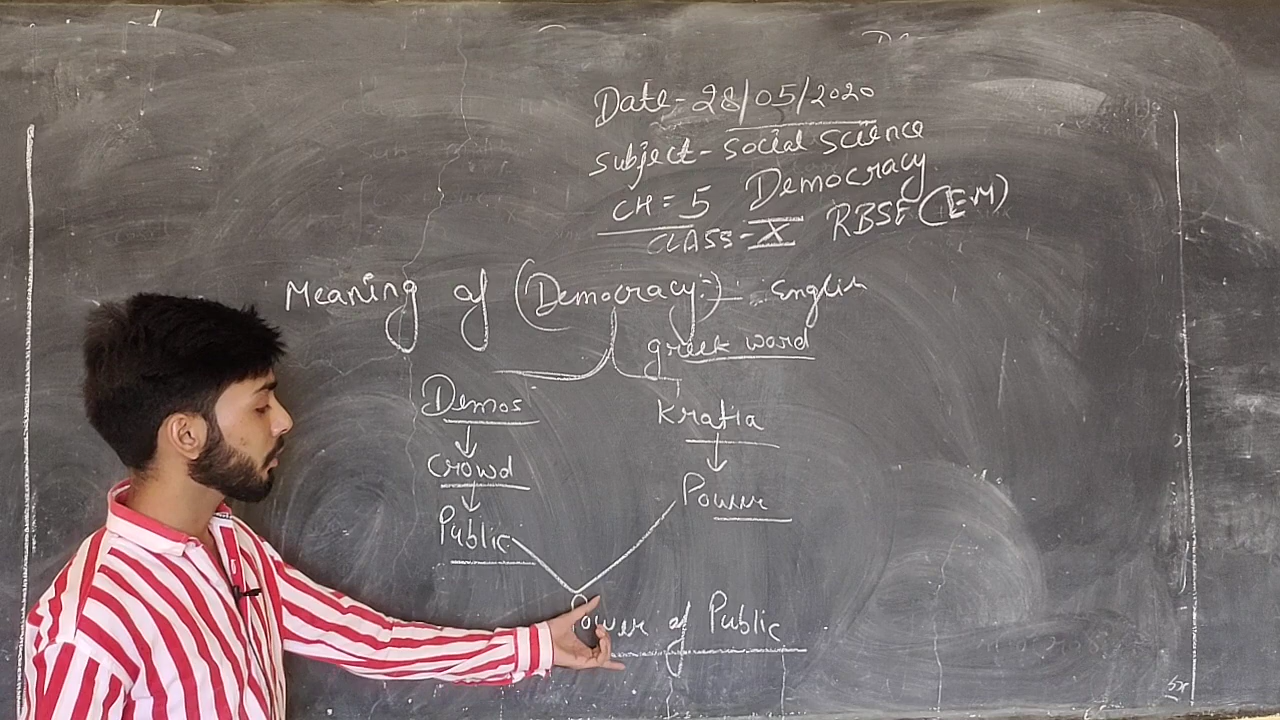 Date- 28/05/2020
Subject- Social Science
CH = 5 Democracy
CLASS- X RBSE (E.M)
Meaning of (Democracy:-) English
greek word
Demos Kratia
Crowd Power
Public
Power of Public